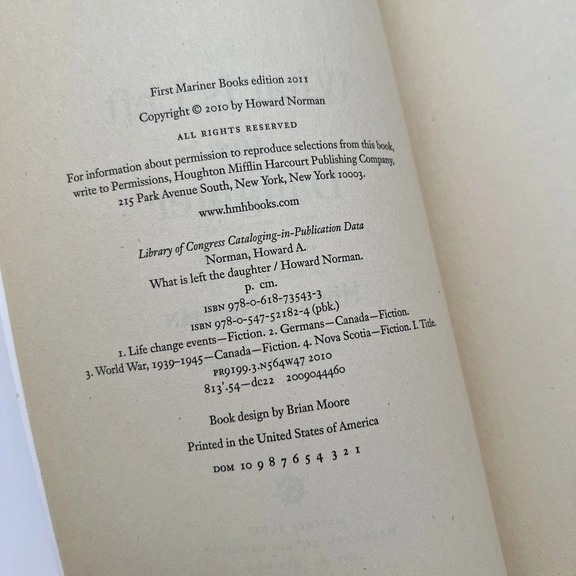 First Mariner Books edition 2011
Copyright © 2010 by Howard Norman
ALL RIGHTS RESERVED
For information about permission to reproduce selections from this book,
write to Permissions, Houghton Mifflin Harcourt Publishing Company,
215 Park Avenue South, New York, New York 10003.
www.hmhbooks.com
Library of Congress Cataloging-in-Publication Data
Norman, Howard A.
What is left the daughter / Howard Norman.
p. cm.
ISBN 978-0-618-73543-3
ISBN 978-0-547-52182-4 (pbk.)
1. Life change events—Fiction. 2. Germans—Canada—Fiction.
3. World War, 1939–1945—Canada—Fiction. 4. Nova Scotia—Fiction. I. Title.
PR9199.3.N564W47 2010
813'.54—dc22 2009044460
Book design by Brian Moore
Printed in the United States of America
DOM 10 9 8 7 6 5 4 3 2 1